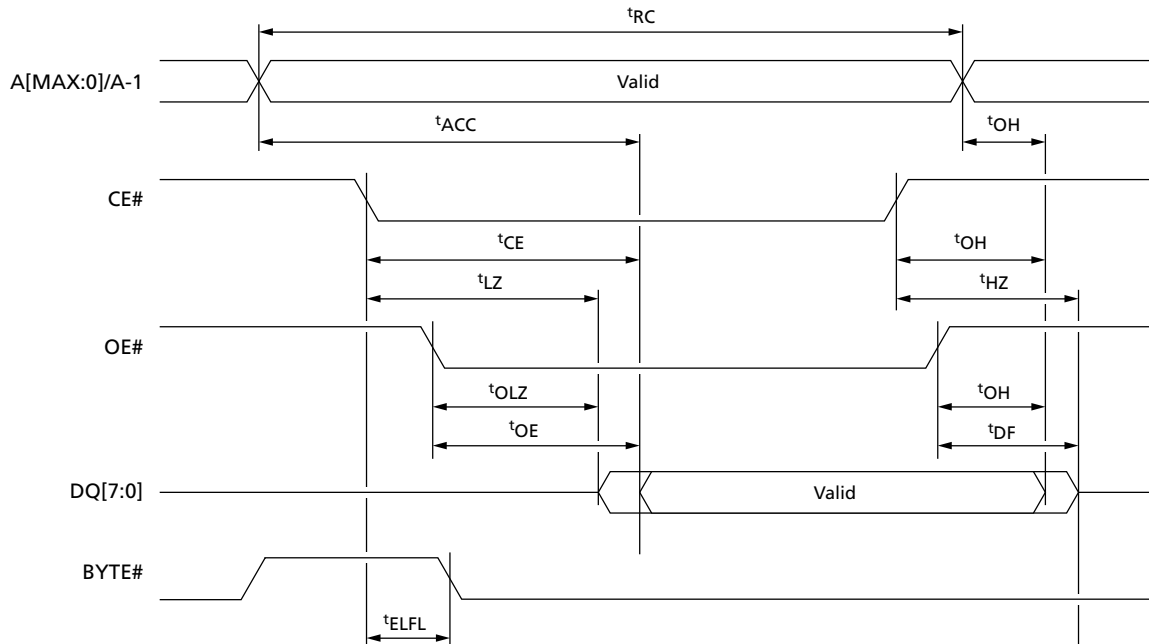 tRC
A[MAX:0]/A-1 Valid
tACC tOH
CE#
tCE tOH
tLZ tHZ
OE#
tOLZ tOH
tOE tDF
DQ[7:0] Valid
BYTE#
tELFL